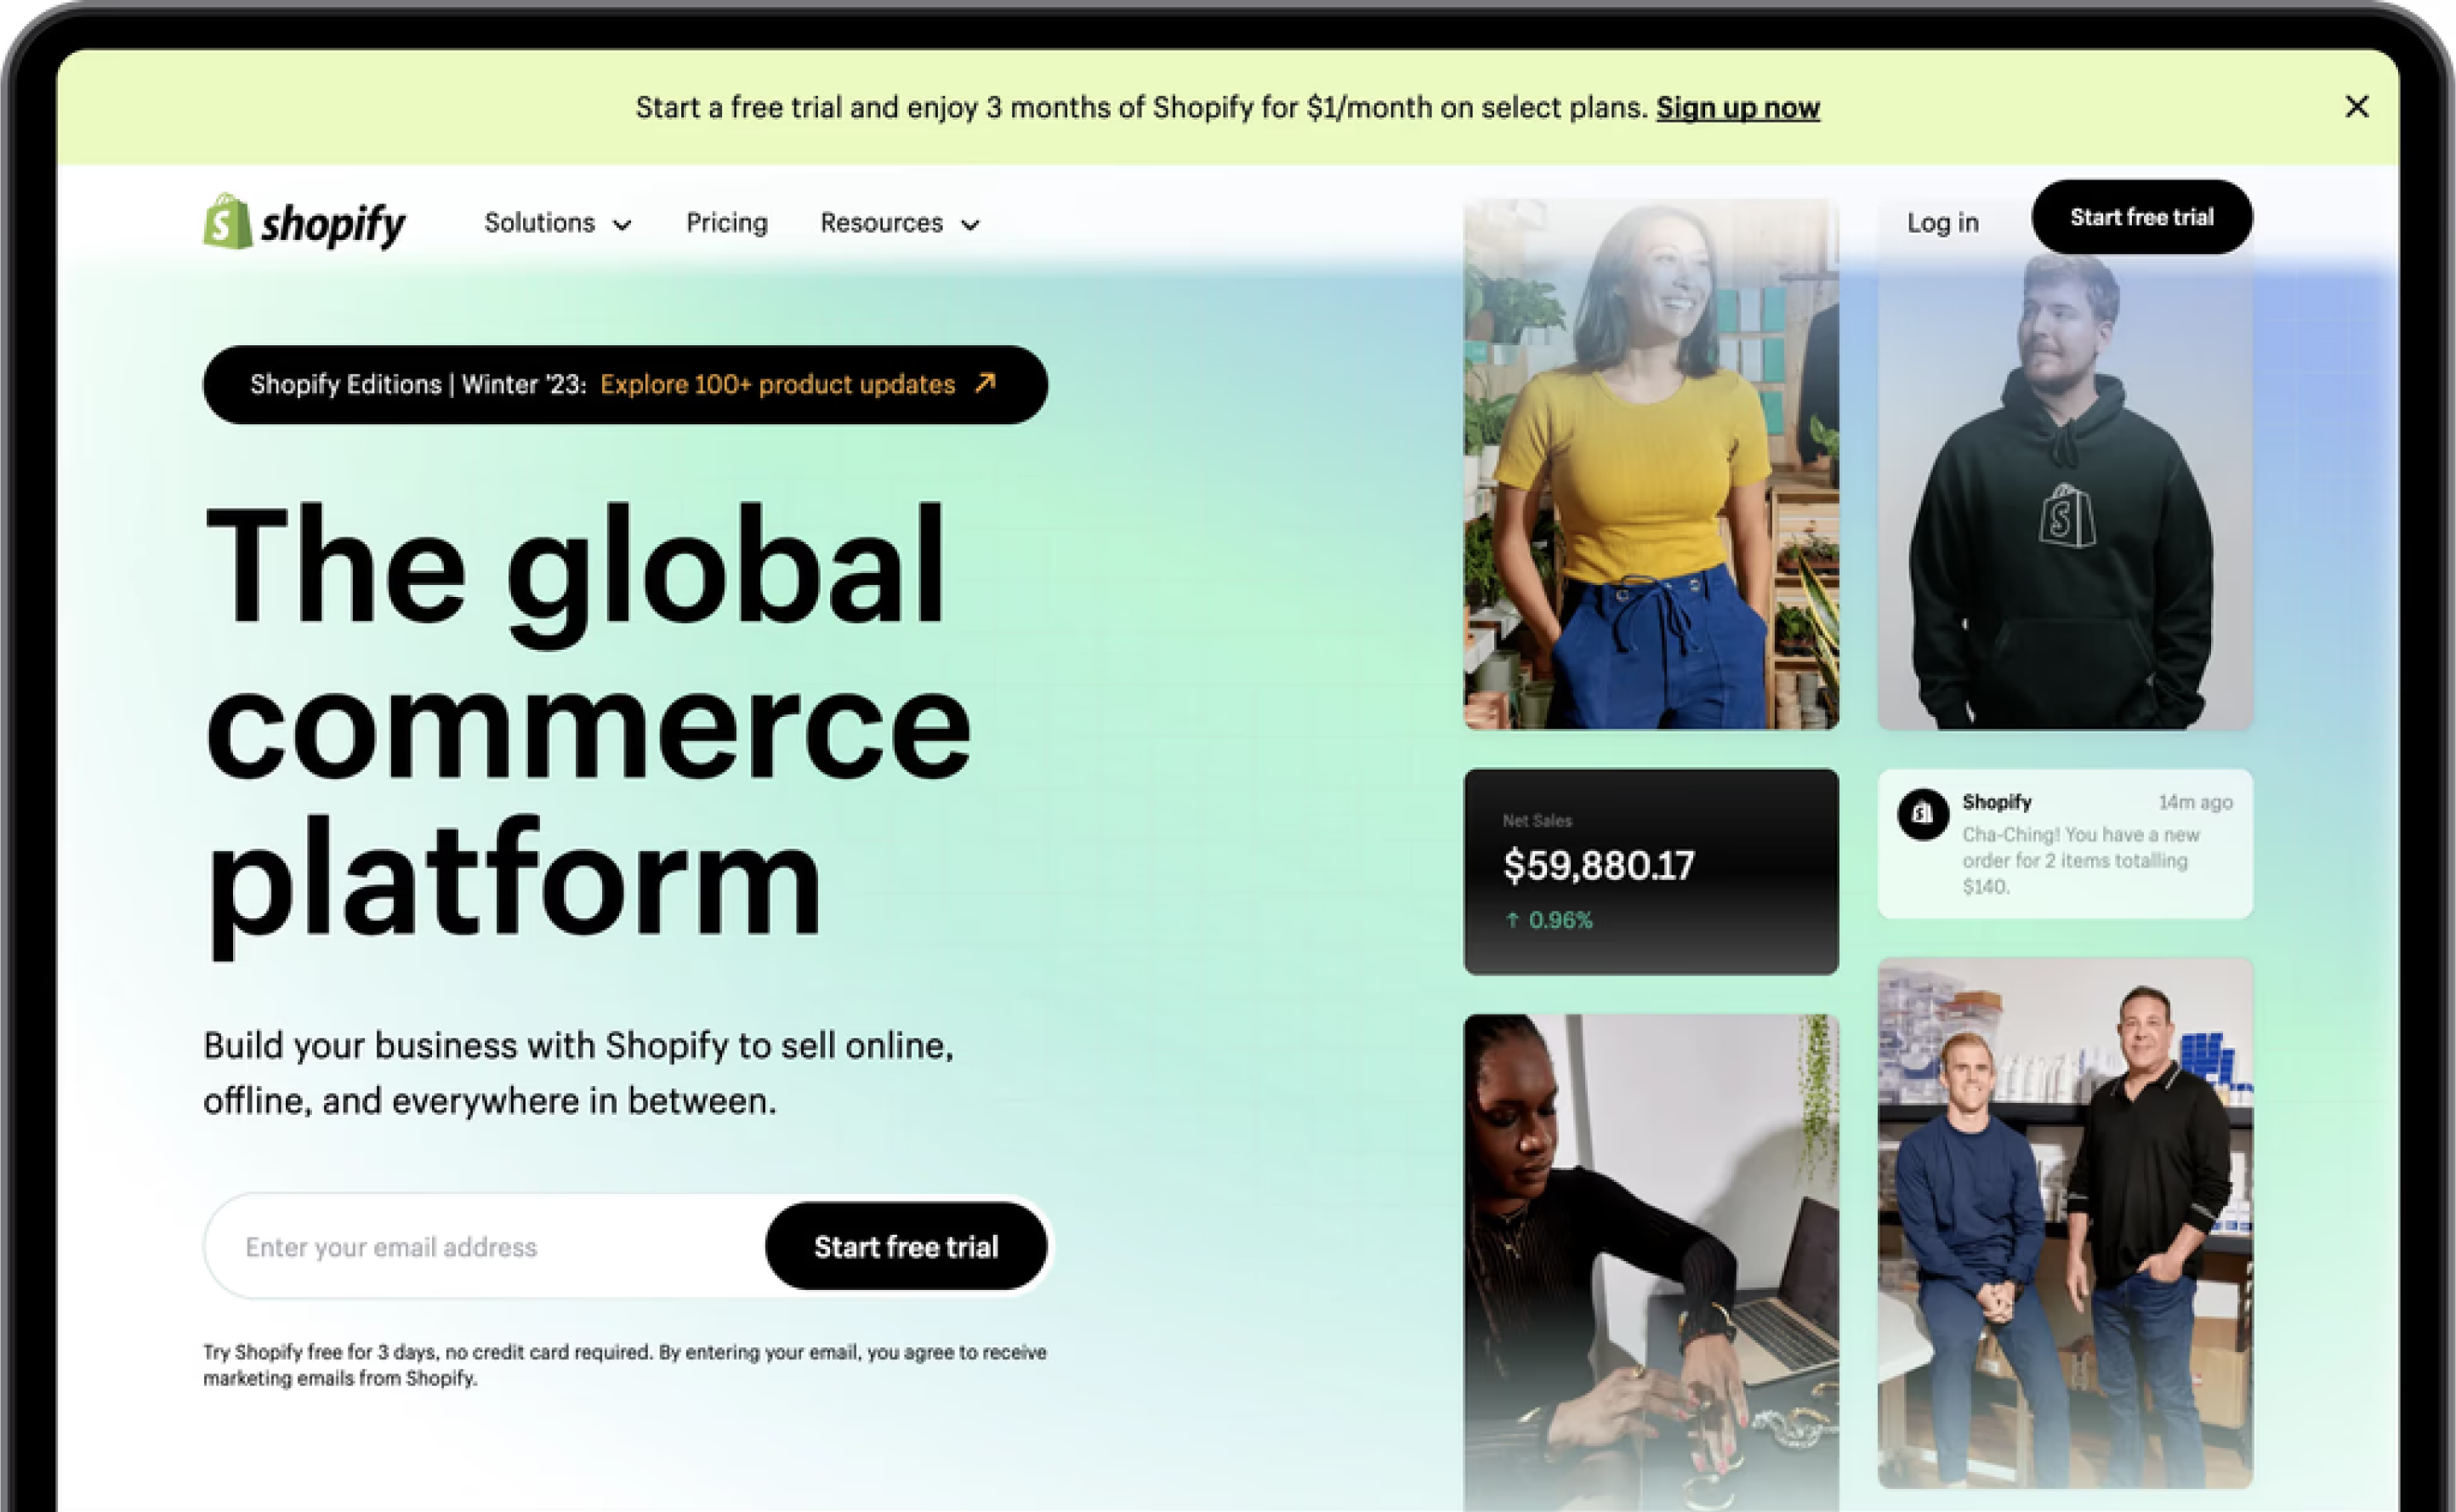 Start a free trial and enjoy 3 months of Shopify for $1/month on select plans. Sign up now
shopify
Solutions
Pricing
Resources
Log in
Start free trial
Shopify Editions | Winter '23: Explore 100+ product updates
The global
commerce
platform
Build your business with Shopify to sell online,
offline, and everywhere in between.
Enter your email address
Start free trial
Try Shopify free for 3 days, no credit card required. By entering your email, you agree to receive
marketing emails from Shopify.
Net Sales
$59,880.17
↑ 0.96%
Shopify
14m ago
Cha-Ching! You have a new
order for 2 items totalling
$140.